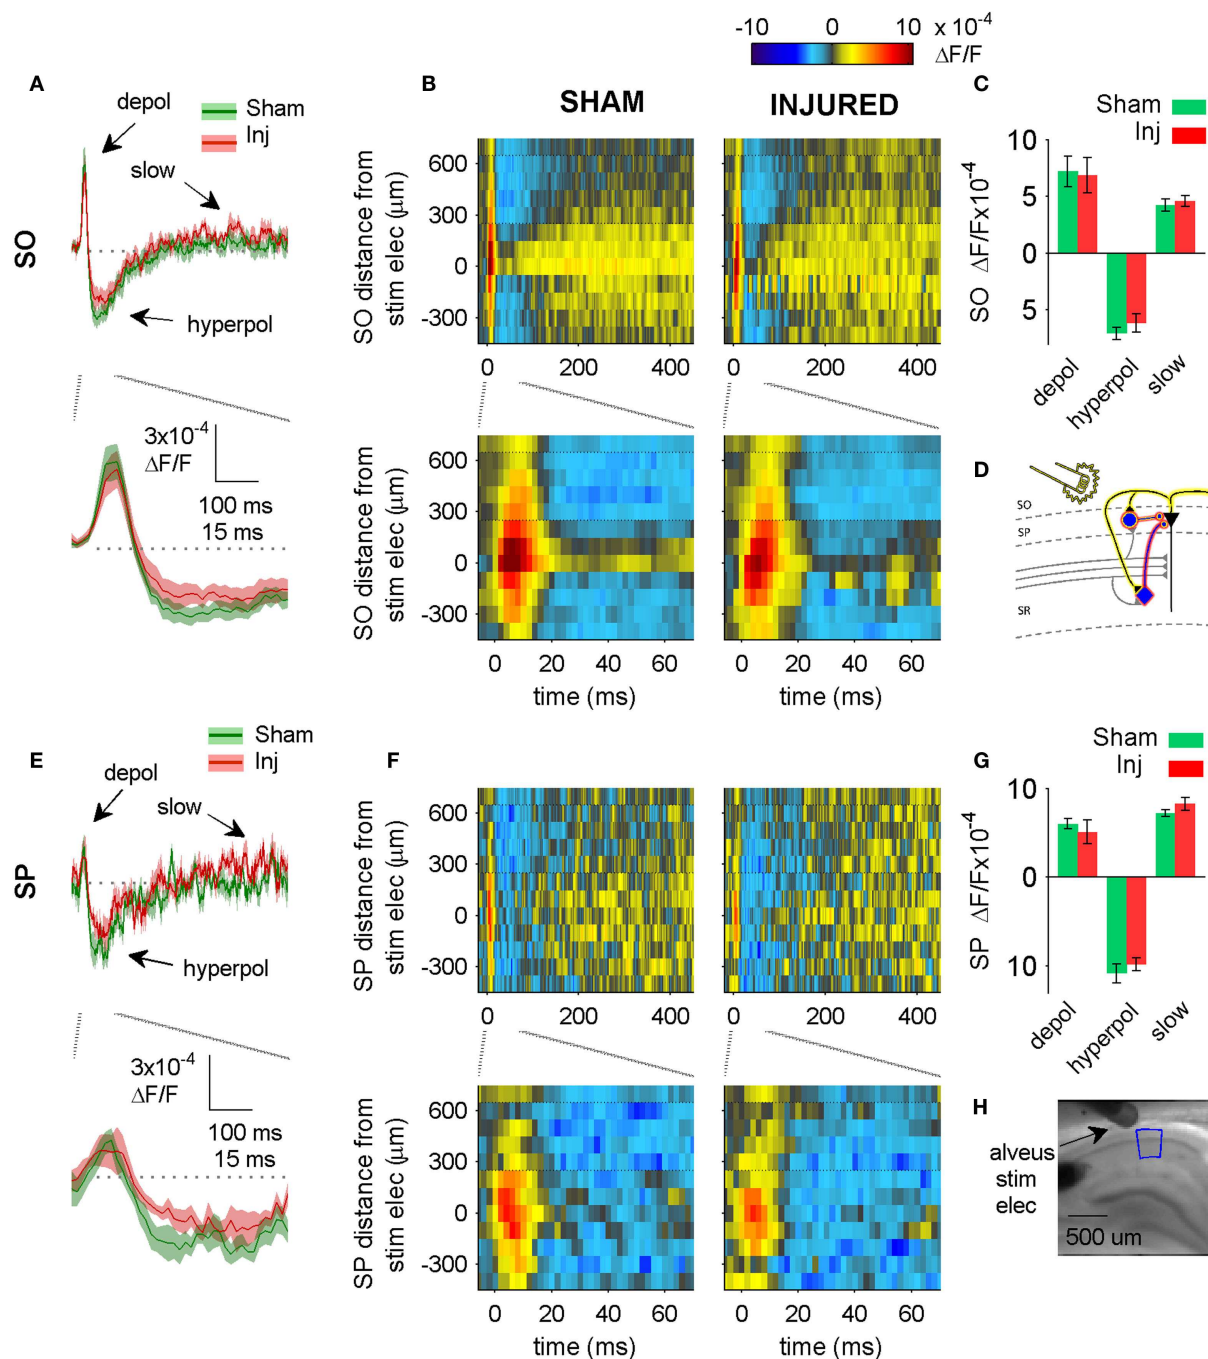 -10 0 10 x 10-4
ΔF/F
A
depol
Sham
Inj
slow
hyperpol
SO
3x10-4
ΔF/F
100 ms
15 ms
B
SHAM
INJURED
SO distance from
stim elec (μm)
600
300
0
-300
0 200 400
0 200 400
SO distance from
stim elec (μm)
600
300
0
-300
0 20 40 60
0 20 40 60
time (ms)
time (ms)
C
Sham
Inj
SO ΔF/Fx10-4
10
5
0
5
depol
hyperpol
slow
D
SO
SP
SR
E
Sham
Inj
depol
slow
hyperpol
SP
3x10-4
ΔF/F
100 ms
15 ms
F
SP distance from
stim elec (μm)
600
300
0
-300
0 200 400
0 200 400
SP distance from
stim elec (μm)
600
300
0
-300
0 20 40 60
0 20 40 60
time (ms)
time (ms)
G
Sham
Inj
SP ΔF/Fx10-4
10
0
10
depol
hyperpol
slow
H
alveus
stim
elec
500 um